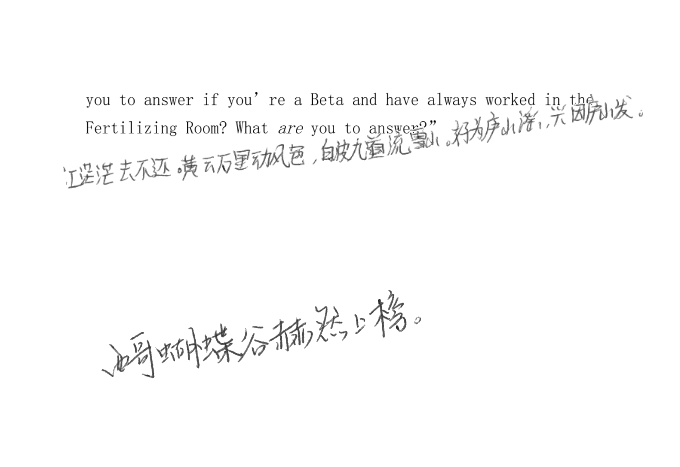 you to answer if you're a Beta and have always worked in the
Fertilizing Room? What are you to answer?”
江茫茫去不还。黄云万里动风色，白波九道流雪山。好为庐山谣，兴因庐山发。
哥蝴蝶谷赫然上榜。